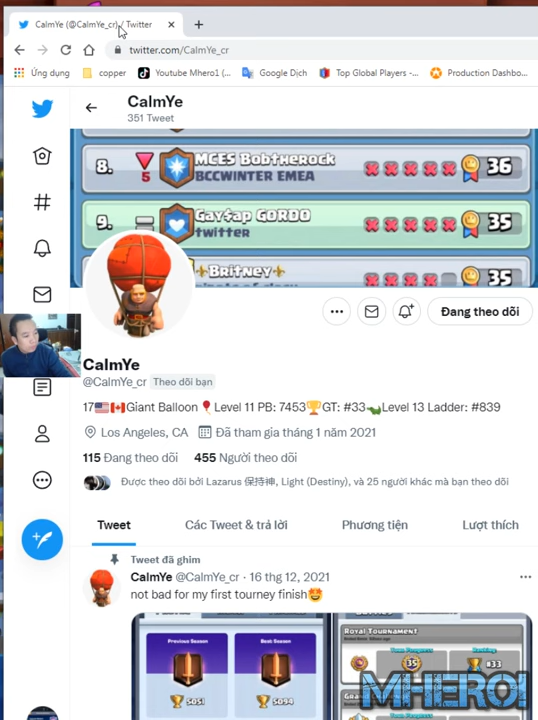 CalmYe (@CalmYe_cr) / Twitter
twitter.com/CalmYe_cr
Ứng dụng copper Youtube Mhero1 (... Google Dịch Top Global Players -... Production Dashbo...
CalmYe
351 Tweet
8. 5 MCES Bobtherock 36
BCCWINTER EMEA
9. Gay$ap GORDO 35
twitter
Britney 35
Đang theo dõi
CalmYe
@CalmYe_cr Theo dõi bạn
17🇺🇸🇨🇦Giant Balloon🎈Level 11 PB: 7453🏆GT: #33🦖Level 13 Ladder: #839
Los Angeles, CA Đã tham gia tháng 1 năm 2021
115 Đang theo dõi 455 Người theo dõi
Được theo dõi bởi Lazarus 保持神, Light (Destiny), và 25 người khác mà bạn theo dõi
Tweet Các Tweet & trả lời Phương tiện Lượt thích
Tweet đã ghim
CalmYe @CalmYe_cr · 16 thg 12, 2021
not bad for my first tourney finish🤩
Previous Season Best Season
5051 5094
Royal Tournament
Ranking:
35 #33
MHERO1